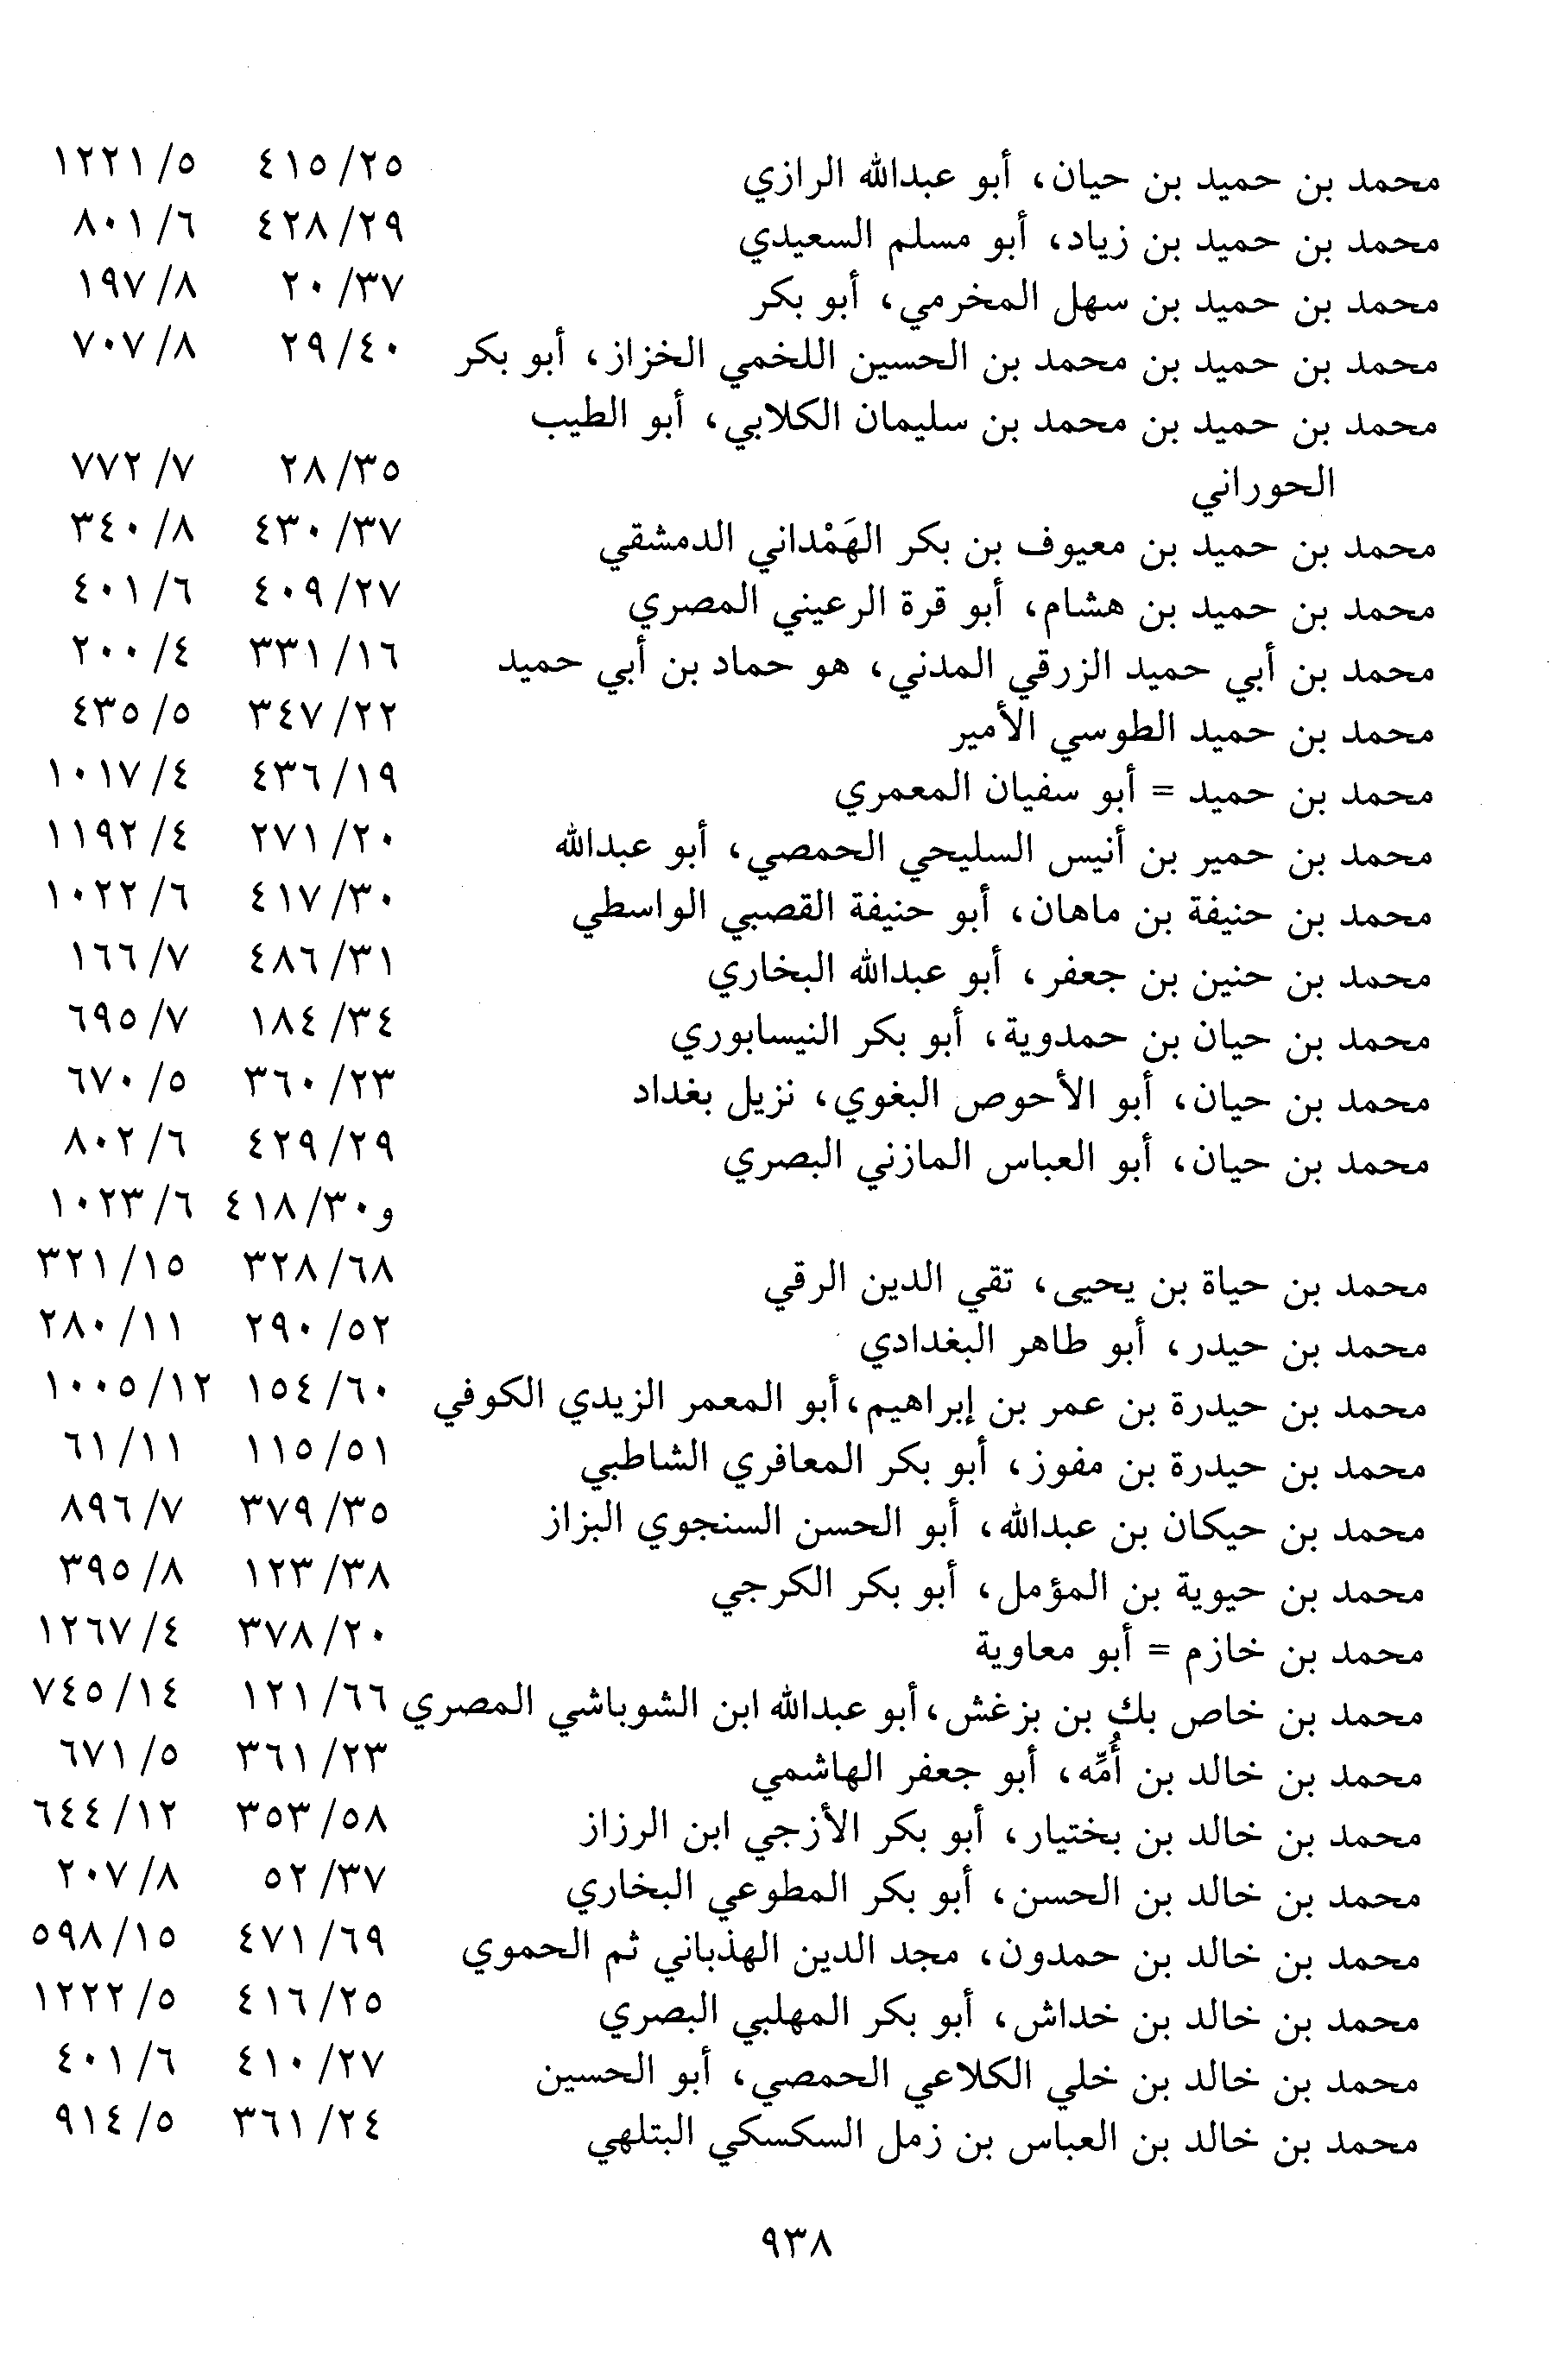 محمد بن حميد بن حيان، أبو عبدالله الرازي ٤١٥/٢٥ ١٢٢١/٥
محمد بن حميد بن زياد، أبو مسلم السعيدي ٤٢٨/٢٩ ٨٠١/٦
محمد بن حميد بن سهل المخرمي، أبو بكر ٢٠/٣٧ ١٩٧/٨
محمد بن حميد بن محمد بن الحسين اللخمي الخزاز، أبو بكر ٢٩/٤٠ ٧٠٧/٨
محمد بن حميد بن محمد بن سليمان الكلابي، أبو الطيب
الحوراني ٢٨/٣٥ ٧٧٢/٧
محمد بن حميد بن معيوف بن بكر الهَمْداني الدمشقي ٤٣٠/٣٧ ٣٤٠/٨
محمد بن حميد بن هشام، أبو قرة الرعيني المصري ٤٠٩/٢٧ ٤٠١/٦
محمد بن أبي حميد الزرقي المدني، هو حماد بن أبي حميد ٣٣١/١٦ ٢٠٠/٤
محمد بن حميد الطوسي الأمير ٣٤٧/٢٢ ٤٣٥/٥
محمد بن حميد = أبو سفيان المعمري ٤٣٦/١٩ ١٠١٧/٤
محمد بن حمير بن أنيس السليحي الحمصي، أبو عبدالله ٢٧١/٢٠ ١١٩٢/٤
محمد بن حنيفة بن ماهان، أبو حنيفة القصبي الواسطي ٤١٧/٣٠ ١٠٢٢/٦
محمد بن حنين بن جعفر، أبو عبدالله البخاري ٤٨٦/٣١ ١٦٦/٧
محمد بن حيان بن حمدوية، أبو بكر النيسابوري ١٨٤/٣٤ ٦٩٥/٧
محمد بن حيان، أبو الأحوص البغوي، نزيل بغداد ٣٦٠/٢٣ ٦٧٠/٥
محمد بن حيان، أبو العباس المازني البصري ٤٢٩/٢٩ ٨٠٢/٦
و٤١٨/٣٠ ١٠٢٣/٦
محمد بن حياة بن يحيى، تقي الدين الرقي ٣٢٨/٦٨ ٣٢١/١٥
محمد بن حيدر، أبو طاهر البغدادي ٢٩٠/٥٢ ٢٨٠/١١
محمد بن حيدرة بن عمر بن إبراهيم، أبو المعمر الزيدي الكوفي ١٥٤/٦٠ ١٠٠٥/١٢
محمد بن حيدرة بن مفوز، أبو بكر المعافري الشاطبي ١١٥/٥١ ٦١/١١
محمد بن حيكان بن عبدالله، أبو الحسن السنجوي البزاز ٣٧٩/٣٥ ٨٩٦/٧
محمد بن حيوية بن المؤمل، أبو بكر الكرجي ١٢٣/٣٨ ٣٩٥/٨
محمد بن خازم = أبو معاوية ٣٧٨/٢٠ ١٢٦٧/٤
محمد بن خاص بك بن بزغش، أبو عبدالله ابن الشوباشي المصري ١٢١/٦٦ ٧٤٥/١٤
محمد بن خالد بن أُمِّه، أبو جعفر الهاشمي ٣٦١/٢٣ ٦٧١/٥
محمد بن خالد بن بختيار، أبو بكر الأزجي ابن الرزاز ٣٥٣/٥٨ ٦٤٤/١٢
محمد بن خالد بن الحسن، أبو بكر المطوعي البخاري ٥٢/٣٧ ٢٠٧/٨
محمد بن خالد بن حمدون، مجد الدين الهذباني ثم الحموي ٤٧١/٦٩ ٥٩٨/١٥
محمد بن خالد بن خداش، أبو بكر المهلبي البصري ٤١٦/٢٥ ١٢٢٢/٥
محمد بن خالد بن خلي الكلاعي الحمصي، أبو الحسين ٤١٠/٢٧ ٤٠١/٦
محمد بن خالد بن العباس بن زمل السكسكي البتلهي ٣٦١/٢٤ ٩١٤/٥
٩٣٨